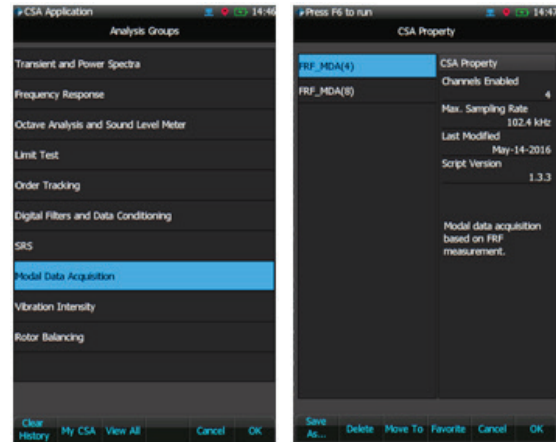 CSA Application 14:46
Analysis Groups
Transient and Power Spectra
Frequency Response
Octave Analysis and Sound Level Meter
Limit Test
Order Tracking
Digital Filters and Data Conditioning
SRS
Modal Data Acquisition
Vibration Intensity
Rotor Balancing
Clear
History My CSA View All Cancel OK
Press F6 to run 14:47
CSA Property
FRF_MDA(4)
FRF_MDA(8)
CSA Property
Channels Enabled
4
Max. Sampling Rate
102.4 kHz
Last Modified
May-14-2016
Script Version
1.3.3
Modal data acquisition
based on FRF
measurement.
Save
As... Delete Move To Favorite Cancel OK